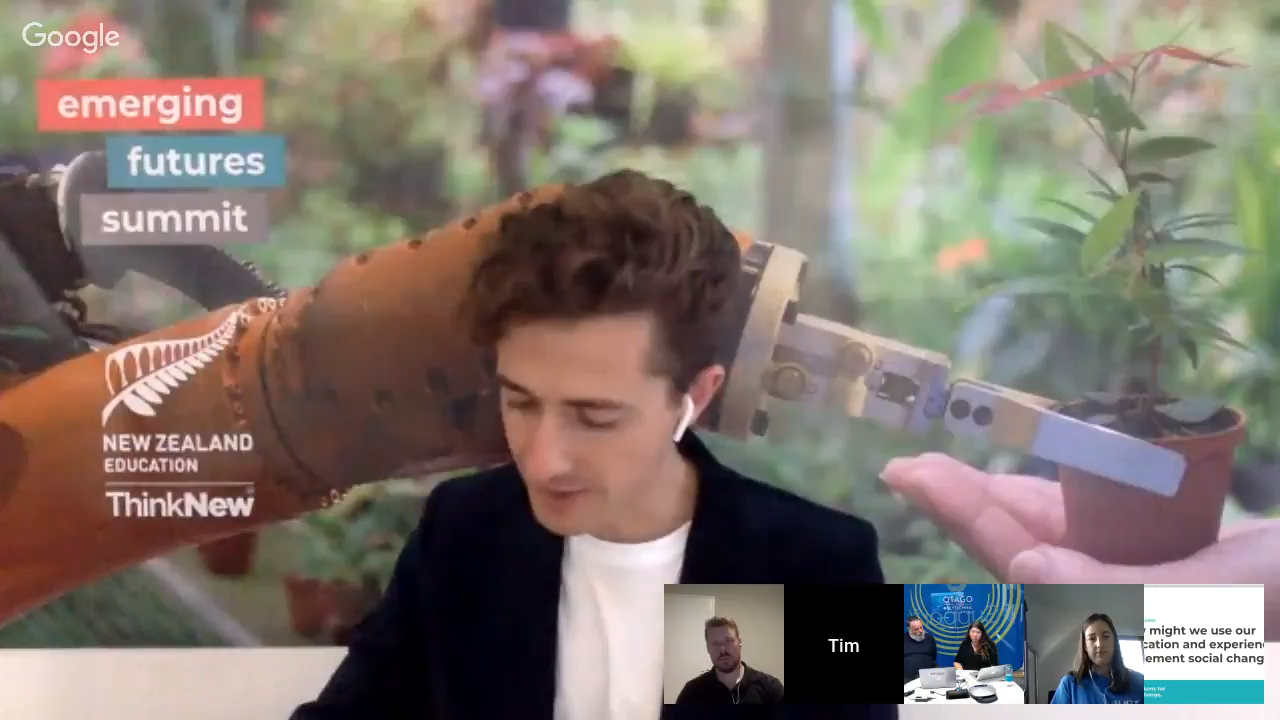 Google
emerging
futures
summit
NEW ZEALAND
EDUCATION
ThinkNew
Tim
OTAGO
might we use our
cation and experien
ement social chang